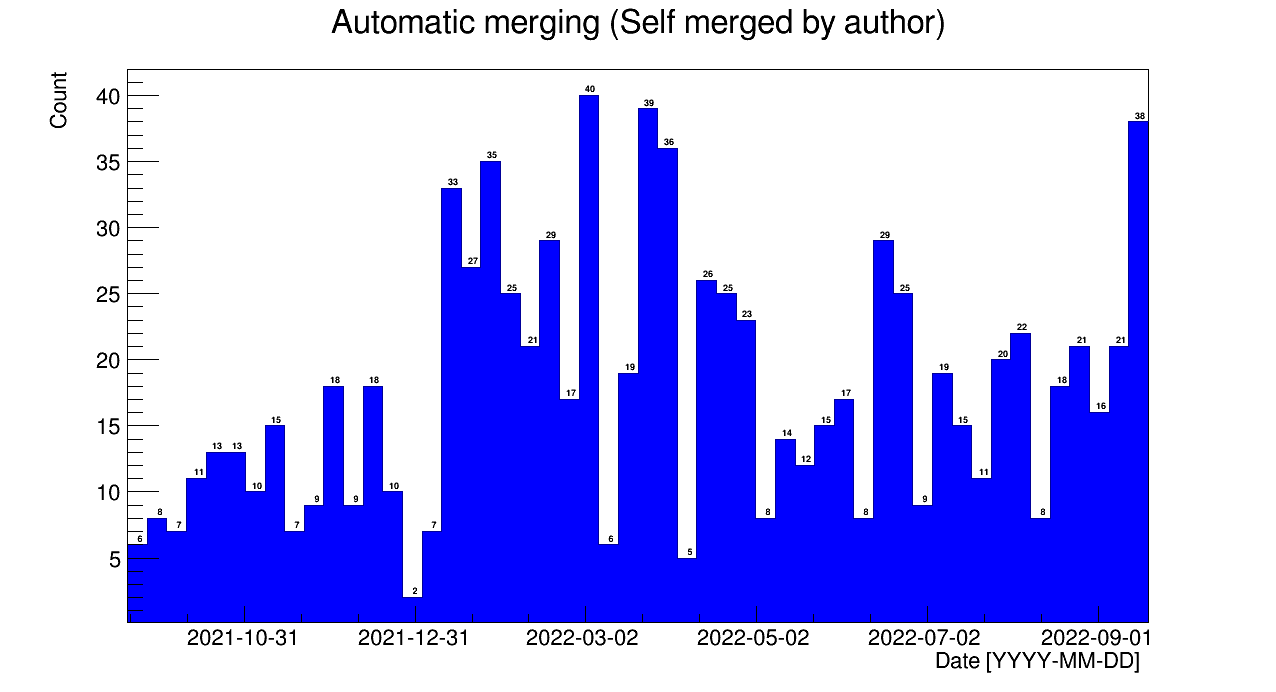 Automatic merging (Self merged by author)
Count
40
35
30
25
20
15
10
5
6 8 7 11 13 13 10 15 7 9 18 9 18 10 2 7 33 27 35 25 21 29 17 40 6 19 39 36 5 26 25 23 8 14 12 15 17 8 29 25 9 19 15 11 20 22 8 18 21 16 21 38
2021-10-31 2021-12-31 2022-03-02 2022-05-02 2022-07-02 2022-09-01
Date [YYYY-MM-DD]